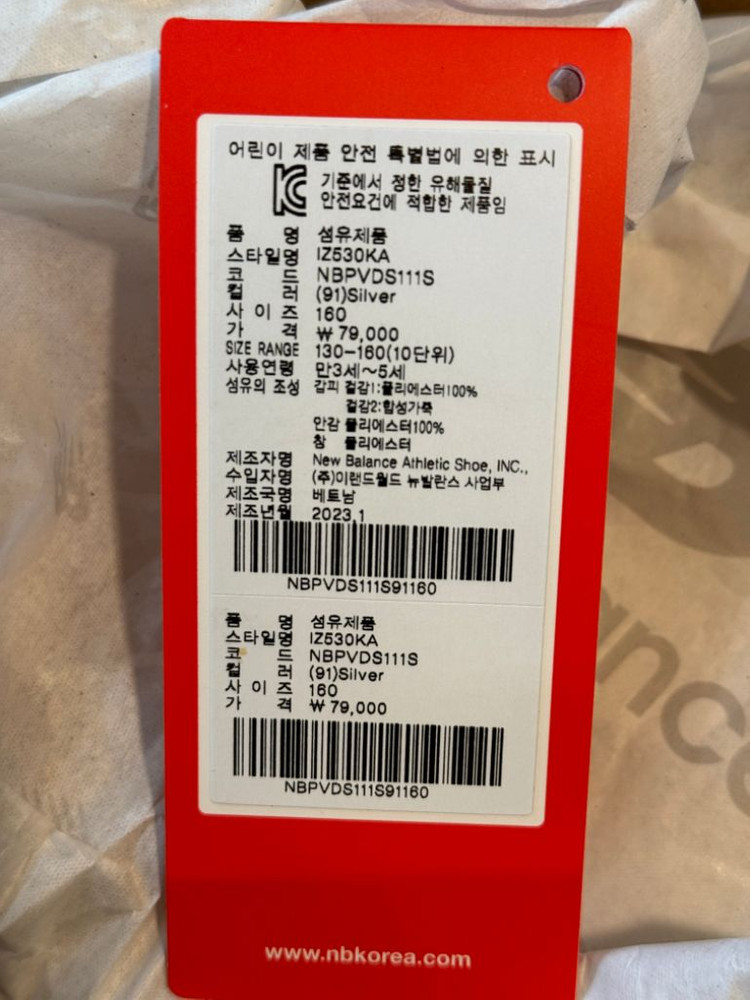 어린이 제품 안전 특별법에 의한 표시
기준에서 정한 유해물질
안전요건에 적합한 제품임
품 명 섬유제품
스타일명 IZ530KA
코 드 NBPVDS111S
컬 러 (91)Silver
사 이 즈 160
가 격 ₩ 79,000
SIZE RANGE 130-160(10단위)
사용연령 만3세~5세
섬유의 조성 갑피 겉감1:폴리에스터100%
겉감2:합성가죽
안감 폴리에스터100%
창 폴리에스터
제조자명 New Balance Athletic Shoe, INC.,
수입자명 (주)이랜드월드 뉴발란스 사업부
제조국명 베트남
제조년월 2023.1
NBPVDS111S91160
품 명 섬유제품
스타일명 IZ530KA
코 드 NBPVDS111S
컬 러 (91)Silver
사 이 즈 160
가 격 ₩ 79,000
NBPVDS111S91160
www.nbkorea.com